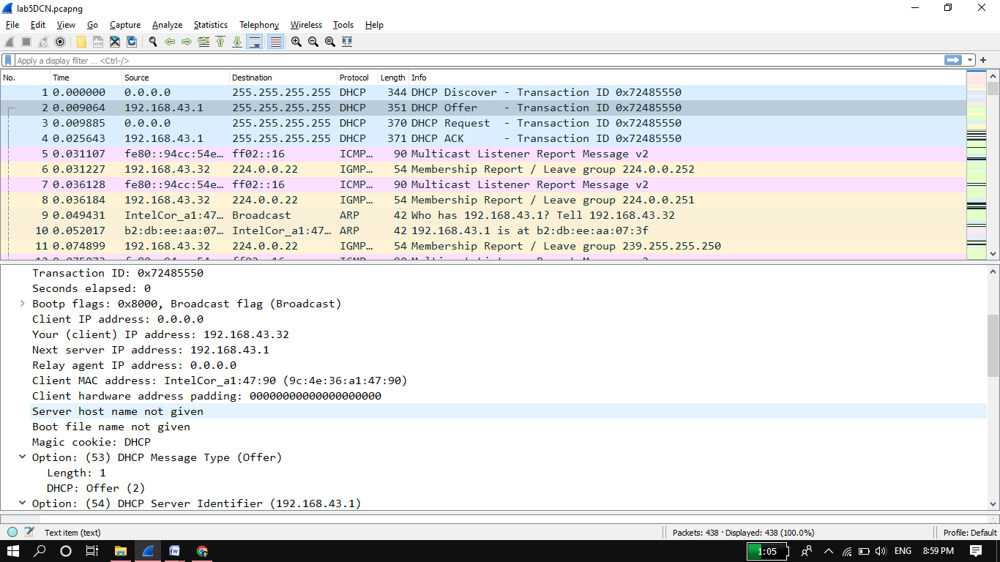 lab5DCN.pcapng
File Edit View Go Capture Analyze Statistics Telephony Wireless Tools Help
Apply a display filter ... <Ctrl-/>
No. Time Source Destination Protocol Length Info
1 0.000000 0.0.0.0 255.255.255.255 DHCP 344 DHCP Discover - Transaction ID 0x72485550
2 0.009064 192.168.43.1 255.255.255.255 DHCP 351 DHCP Offer - Transaction ID 0x72485550
3 0.009885 0.0.0.0 255.255.255.255 DHCP 370 DHCP Request - Transaction ID 0x72485550
4 0.025643 192.168.43.1 255.255.255.255 DHCP 371 DHCP ACK - Transaction ID 0x72485550
5 0.031107 fe80::94cc:54e… ff02::16 ICMP… 90 Multicast Listener Report Message v2
6 0.031227 192.168.43.32 224.0.0.22 IGMP… 54 Membership Report / Leave group 224.0.0.252
7 0.036128 fe80::94cc:54e… ff02::16 ICMP… 90 Multicast Listener Report Message v2
8 0.036184 192.168.43.32 224.0.0.22 IGMP… 54 Membership Report / Leave group 224.0.0.251
9 0.049431 IntelCor_a1:47… Broadcast ARP 42 Who has 192.168.43.1? Tell 192.168.43.32
10 0.052017 b2:db:ee:aa:07… IntelCor_a1:47… ARP 42 192.168.43.1 is at b2:db:ee:aa:07:3f
11 0.074899 192.168.43.32 224.0.0.22 IGMP… 54 Membership Report / Leave group 239.255.255.250
Transaction ID: 0x72485550
Seconds elapsed: 0
Bootp flags: 0x8000, Broadcast flag (Broadcast)
Client IP address: 0.0.0.0
Your (client) IP address: 192.168.43.32
Next server IP address: 192.168.43.1
Relay agent IP address: 0.0.0.0
Client MAC address: IntelCor_a1:47:90 (9c:4e:36:a1:47:90)
Client hardware address padding: 00000000000000000000
Server host name not given
Boot file name not given
Magic cookie: DHCP
Option: (53) DHCP Message Type (Offer)
Length: 1
DHCP: Offer (2)
Option: (54) DHCP Server Identifier (192.168.43.1)
Text item (text) Packets: 438 · Displayed: 438 (100.0%) Profile: Default
1:05 ENG 8:59 PM